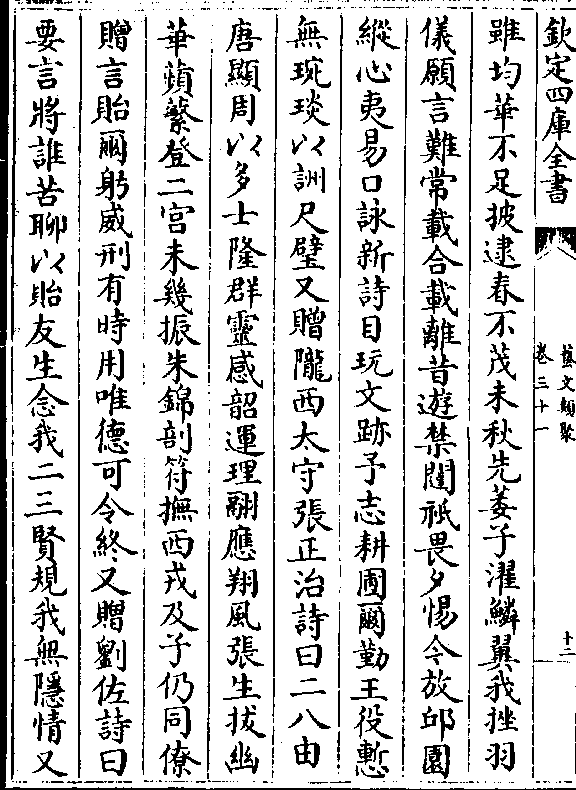 欽定四庫全書
藝文類聚
卷三十一
十二
雖均華不足披逮春不茂未秋先萎子濯鱗翼我挫羽
儀願言難常載合載離昔遊禁闥祗畏夕惕今放邱園
縱心夷易口詠新詩目玩文跡予志耕圃爾勤王役慙
無琬琰以詶尺璧又贈隴西太守張正治詩曰二八由
唐顯周以多士隆群靈感韶運理翮應翔風張生拔幽
華蘋蘩登二宫未幾振朱錦剖符撫西戎及子仍同僚
贈言貽爾躬威刑有時用唯德可令終又贈劉佐詩曰
要言將誰苦聊以貽友生念我二三賢規我無隱情又